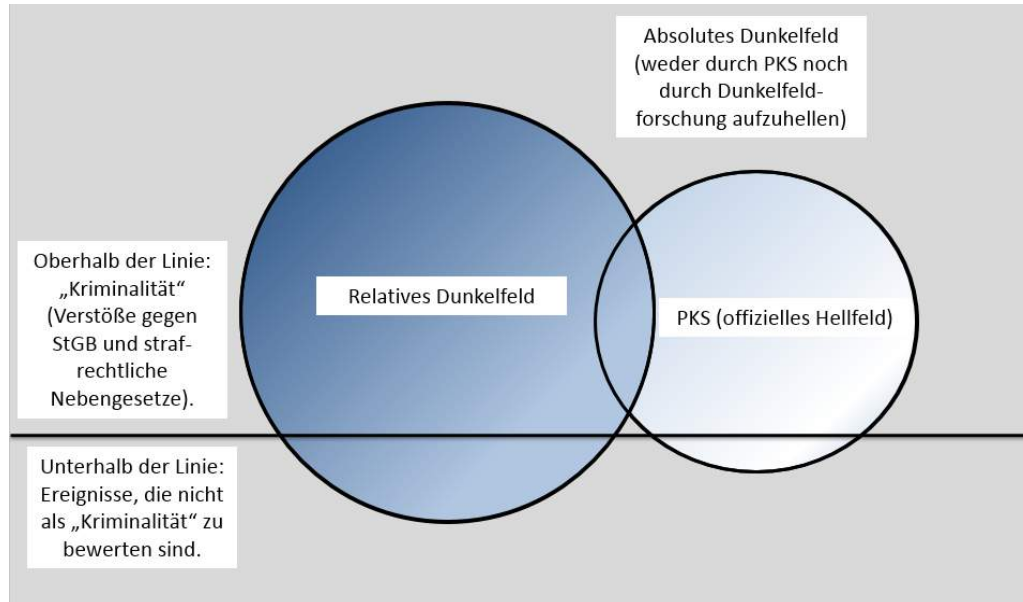 Absolutes Dunkelfeld
(weder durch PKS noch
durch Dunkelfeld-
forschung aufzuhellen)
Oberhalb der Linie:
„Kriminalität“
(Verstöße gegen
StGB und straf-
rechtliche
Nebengesetze).
Relatives Dunkelfeld
PKS (offizielles Hellfeld)
Unterhalb der Linie:
Ereignisse, die nicht
als „Kriminalität“ zu
bewerten sind.